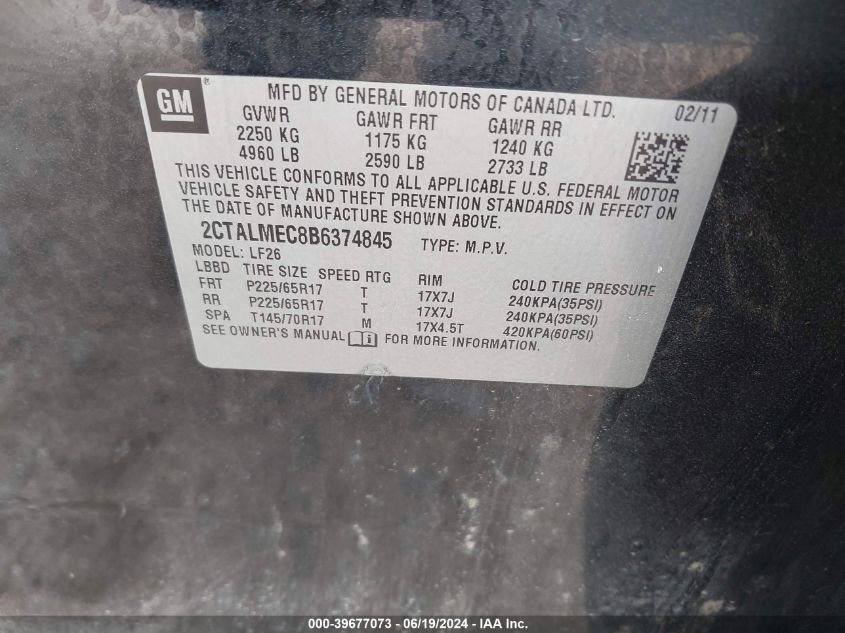 GM ®
MFD BY GENERAL MOTORS OF CANADA LTD. 02/11
GVWR GAWR FRT GAWR RR
2250 KG 1175 KG 1240 KG
4960 LB 2590 LB 2733 LB
THIS VEHICLE CONFORMS TO ALL APPLICABLE U.S. FEDERAL MOTOR
VEHICLE SAFETY AND THEFT PREVENTION STANDARDS IN EFFECT ON
THE DATE OF MANUFACTURE SHOWN ABOVE.
2CTALMEC8B6374845 TYPE: M.P.V.
MODEL: LF26
LBBD TIRE SIZE SPEED RTG RIM COLD TIRE PRESSURE
FRT P225/65R17 T 17X7J 240KPA(35PSI)
RR P225/65R17 T 17X7J 240KPA(35PSI)
SPA T145/70R17 M 17X4.5T 420KPA(60PSI)
SEE OWNER'S MANUAL i FOR MORE INFORMATION.
000-39677073 - 06/19/2024 - IAA Inc.